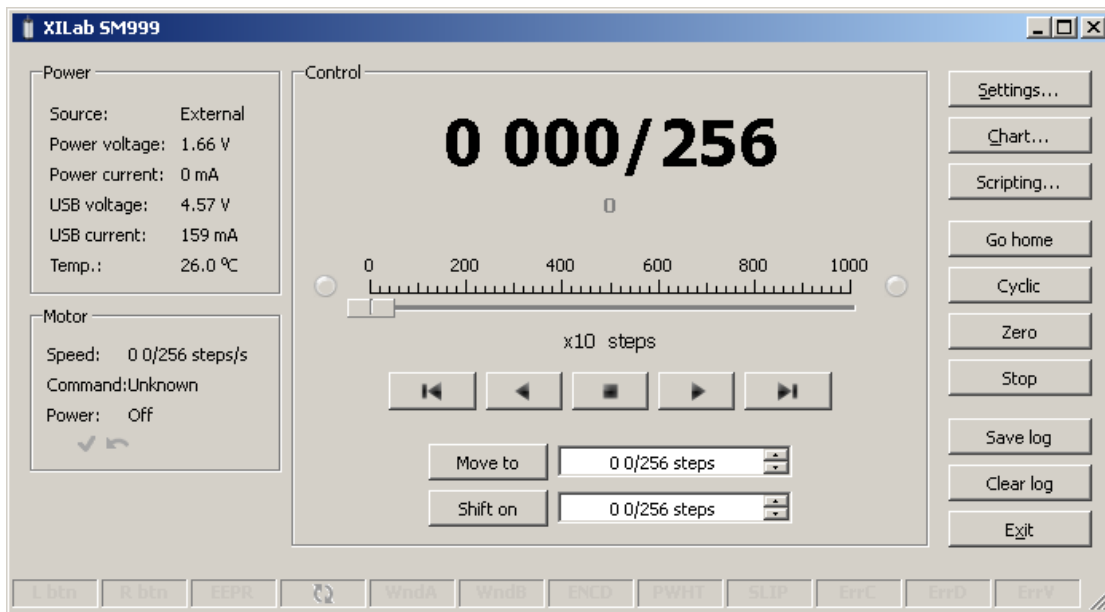 XILab SM999
Power
Source: External
Power voltage: 1.66 V
Power current: 0 mA
USB voltage: 4.57 V
USB current: 159 mA
Temp.: 26.0 ºC
Motor
Speed: 0 0/256 steps/s
Command:Unknown
Power: Off
Control
0 000/256
0
0 200 400 600 800 1000
x10 steps
Move to 0 0/256 steps
Shift on 0 0/256 steps
Settings...
Chart...
Scripting...
Go home
Cyclic
Zero
Stop
Save log
Clear log
Exit
L btn R btn EEPR WndA WndB ENCD PWHT SLIP ErrC ErrD ErrV